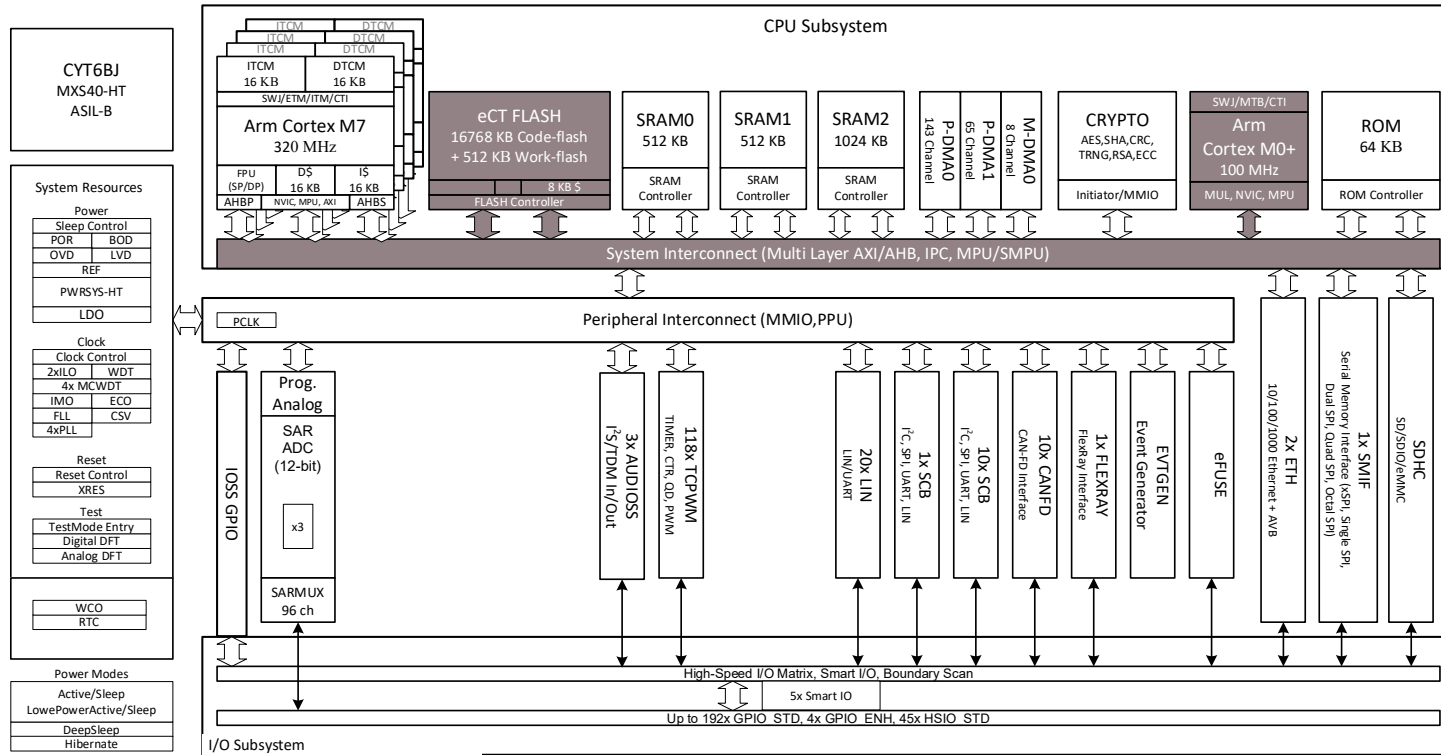 CYT6BJ
MXS40-HT
ASIL-B
System Resources
Power
Sleep Control
POR
BOD
OVD
LVD
REF
PWRSYS-HT
LDO
Clock
Clock Control
2xILO
WDT
4x MCWDT
IMO
ECO
FLL
CSV
4xPLL
Reset
Reset Control
XRES
Test
TestMode Entry
Digital DFT
Analog DFT
WCO
RTC
Power Modes
Active/Sleep
LowePowerActive/Sleep
DeepSleep
Hibernate
CPU Subsystem
ITCM
DTCM
ITCM
DTCM
ITCM
DTCM
ITCM
16 KB
DTCM
16 KB
SWJ/ETM/ITM/CTI
Arm Cortex M7
320 MHz
FPU
(SP/DP)
D$
16 KB
I$
16 KB
AHBP
NVIC, MPU, AXI
AHBS
eCT FLASH
16768 KB Code-flash
+ 512 KB Work-flash
8 KB $
FLASH Controller
SRAM0
512 KB
SRAM
Controller
SRAM1
512 KB
SRAM
Controller
SRAM2
1024 KB
SRAM
Controller
P-DMA0
143 Channel
P-DMA1
65 Channel
M-DMA0
8 Channel
CRYPTO
AES,SHA,CRC,
TRNG,RSA,ECC
Initiator/MMIO
SWJ/MTB/CTI
Arm
Cortex M0+
100 MHz
MUL, NVIC, MPU
ROM
64 KB
ROM Controller
System Interconnect (Multi Layer AXI/AHB, IPC, MPU/SMPU)
PCLK
Peripheral Interconnect (MMIO,PPU)
IOSS GPIO
Prog.
Analog
SAR
ADC
(12-bit)
x3
SARMUX
96 ch
3x AUDIOSS
I²S/TDM In/Out
118x TCPWM
TIMER, CTR, QD, PWM
20x LIN
LIN/UART
1x SCB
I²C, SPI, UART, LIN
10x SCB
I²C, SPI, UART, LIN
10x CANFD
CAN-FD Interface
1x FLEXRAY
FlexRay Interface
EVTGEN
Event Generator
eFUSE
2x ETH
10/100/1000 Ethernet + AVB
1x SMIF
Serial Memory Interface (xSPI, Single SPI,
Dual SPI, Quad SPI, Octal SPI)
SDHC
SD/SDIO/eMMC
High-Speed I/O Matrix, Smart I/O, Boundary Scan
5x Smart IO
Up to 192x GPIO_STD, 4x GPIO_ENH, 45x HSIO_STD
I/O Subsystem